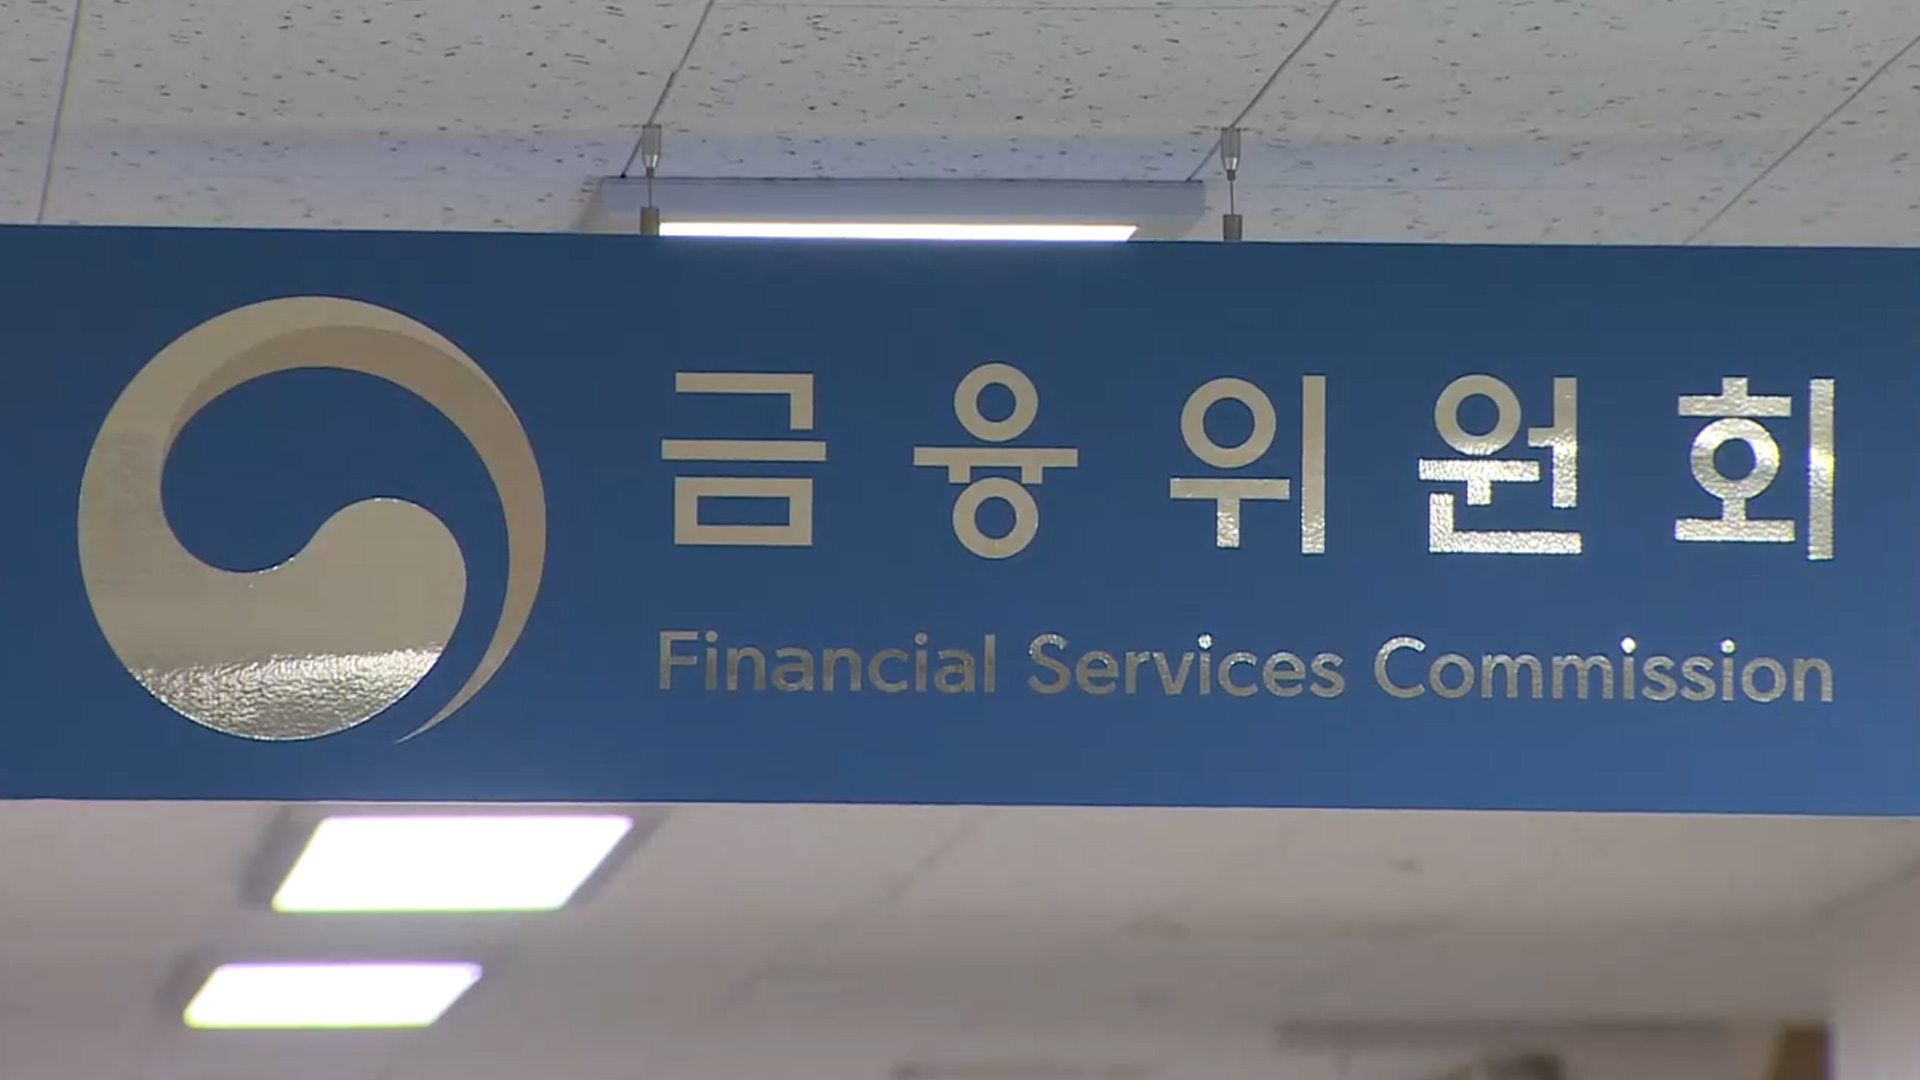 금융위원회
Financial Services Commission